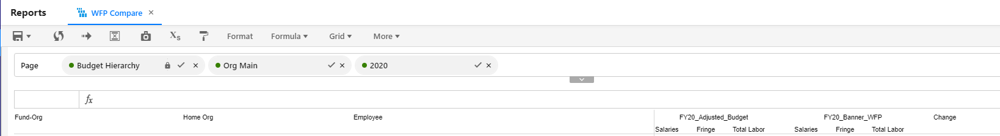 Reports WFP Compare
Xs Format Formula Grid More
Page Budget Hierarchy Org Main 2020
fx
Fund-Org Home Org Employee FY20_Adjusted_Budget FY20_Banner_WFP Change
Salaries Fringe Total Labor Salaries Fringe Total Labor